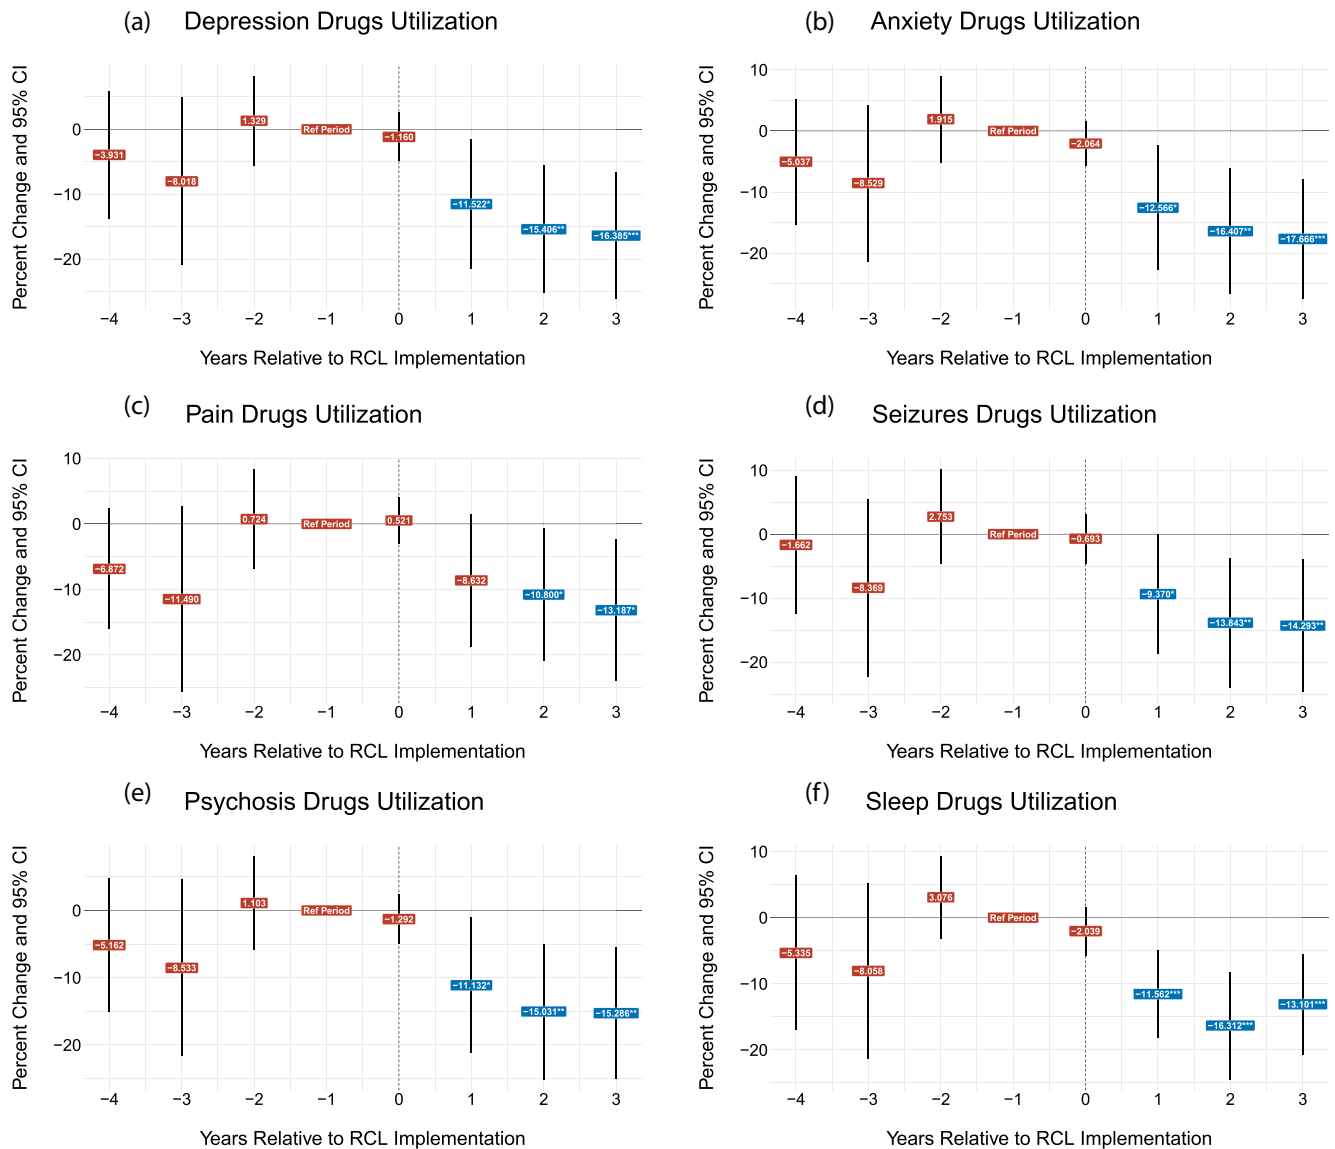 (a) Depression Drugs Utilization
Percent Change and 95% CI
0
−10
−20
−3.931
−8.018
1.329
Ref Period
−1.160
−11.522*
−15.406**
−16.385***
−4 −3 −2 −1 0 1 2 3
Years Relative to RCL Implementation
(b) Anxiety Drugs Utilization
Percent Change and 95% CI
10
0
−10
−20
−5.037
−8.529
1.915
Ref Period
−2.064
−12.566*
−16.407**
−17.666***
−4 −3 −2 −1 0 1 2 3
Years Relative to RCL Implementation
(c) Pain Drugs Utilization
Percent Change and 95% CI
10
0
−10
−20
−6.872
−11.490
0.724
Ref Period
0.521
−8.632
−10.800*
−13.187*
−4 −3 −2 −1 0 1 2 3
Years Relative to RCL Implementation
(d) Seizures Drugs Utilization
Percent Change and 95% CI
10
0
−10
−20
−1.662
−8.369
2.753
Ref Period
−0.693
−9.370*
−13.843**
−14.293**
−4 −3 −2 −1 0 1 2 3
Years Relative to RCL Implementation
(e) Psychosis Drugs Utilization
Percent Change and 95% CI
0
−10
−20
−5.162
−8.533
1.103
Ref Period
−1.292
−11.132*
−15.031**
−15.286**
−4 −3 −2 −1 0 1 2 3
Years Relative to RCL Implementation
(f) Sleep Drugs Utilization
Percent Change and 95% CI
10
0
−10
−20
−5.335
−8.058
3.076
Ref Period
−2.039
−11.562***
−16.312***
−13.101***
−4 −3 −2 −1 0 1 2 3
Years Relative to RCL Implementation